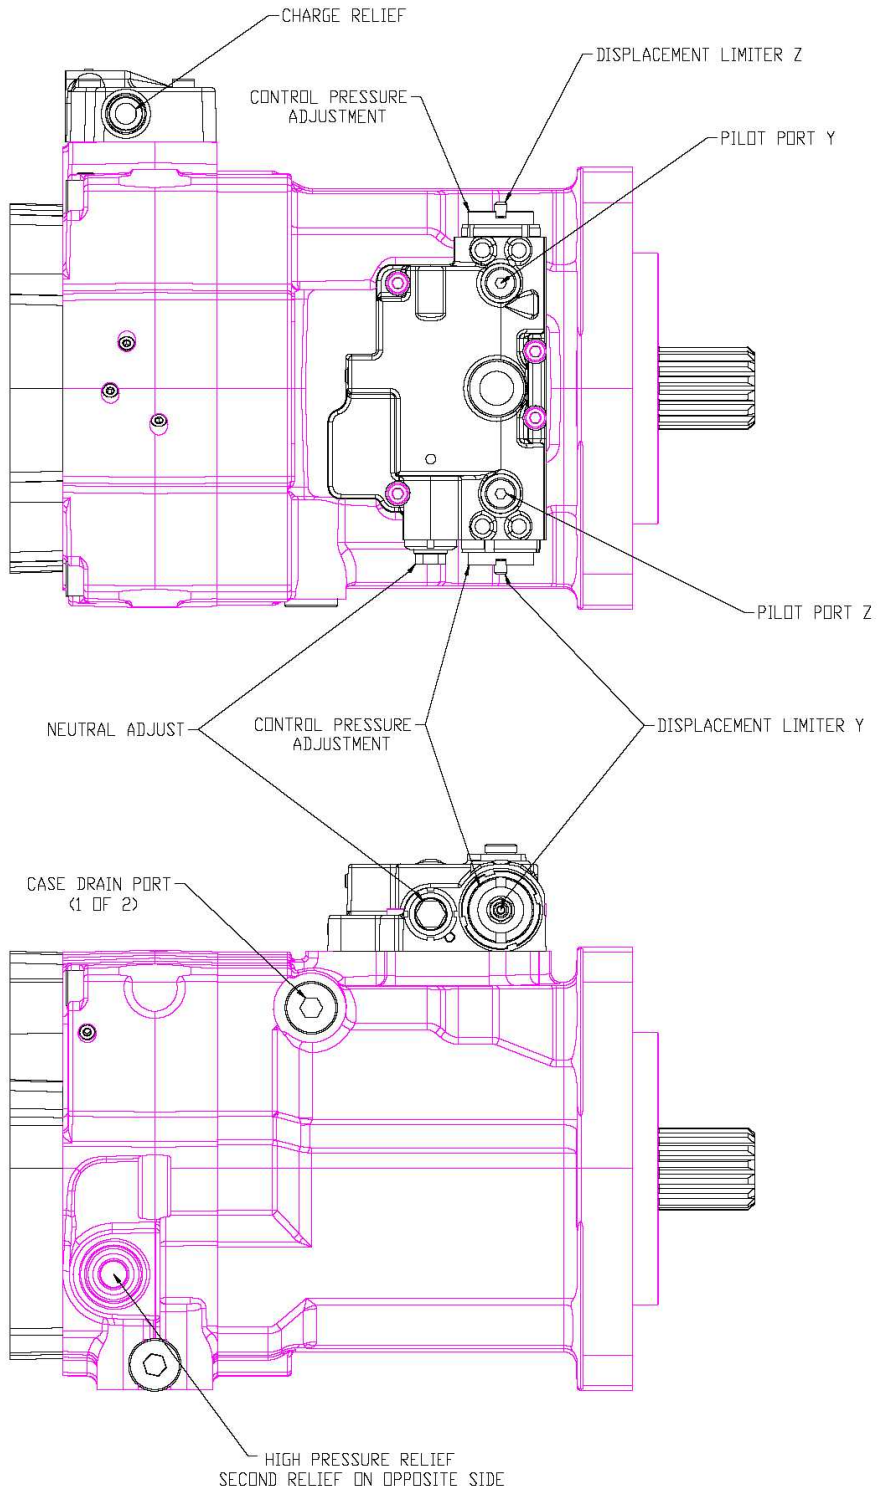 CHARGE RELIEF
DISPLACEMENT LIMITER Z
CONTROL PRESSURE
ADJUSTMENT
PILOT PORT Y
PILOT PORT Z
NEUTRAL ADJUST
CONTROL PRESSURE
ADJUSTMENT
DISPLACEMENT LIMITER Y
CASE DRAIN PORT
(1 OF 2)
HIGH PRESSURE RELIEF
SECOND RELIEF ON OPPOSITE SIDE